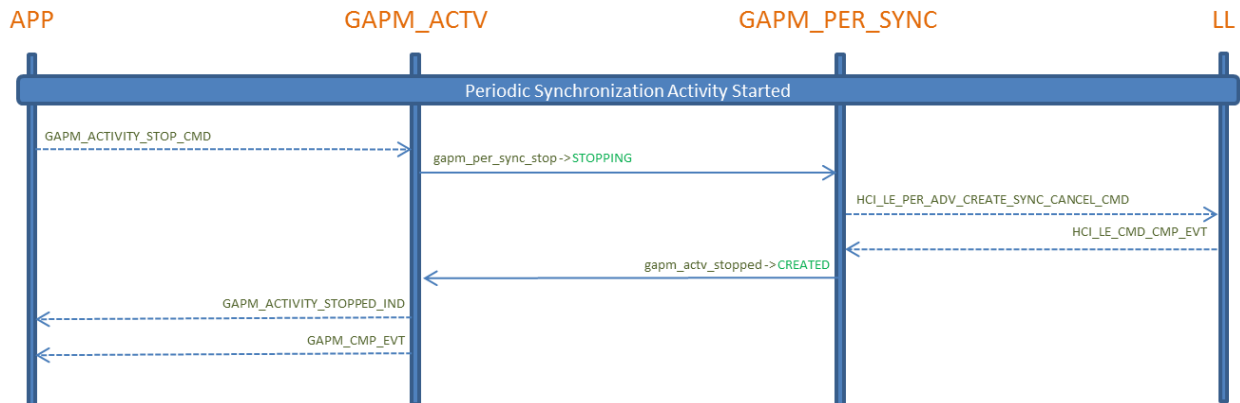 APP GAPM_ACTV GAPM_PER_SYNC LL
Periodic Synchronization Activity Started
GAPM_ACTIVITY_STOP_CMD
gapm_per_sync_stop->STOPPING
HCI_LE_PER_ADV_CREATE_SYNC_CANCEL_CMD
HCI_LE_CMD_CMP_EVT
gapm_actv_stopped->CREATED
GAPM_ACTIVITY_STOPPED_IND
GAPM_CMP_EVT